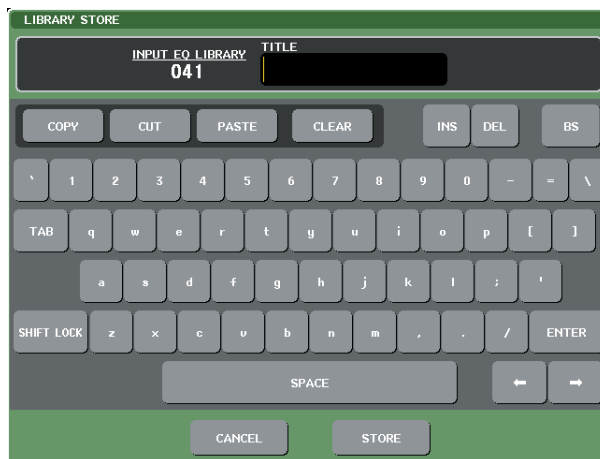 LIBRARY STORE
INPUT EQ LIBRARY TITLE
041
COPY CUT PASTE CLEAR INS DEL BS
` 1 2 3 4 5 6 7 8 9 0 - = \
TAB q w e r t y u i o p [ ]
a s d f g h j k l ; '
SHIFT LOCK z x c v b n m , . / ENTER
SPACE ← →
CANCEL STORE